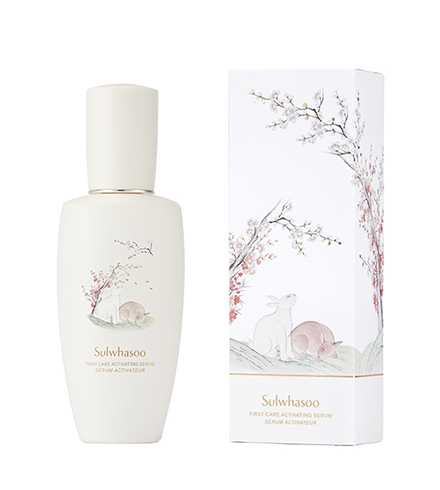 Sulwhasoo
FIRST CARE ACTIVATING SERUM
SÉRUM ACTIVATEUR
Sulwhasoo
FIRST CARE ACTIVATING SERUM
SÉRUM ACTIVATEUR